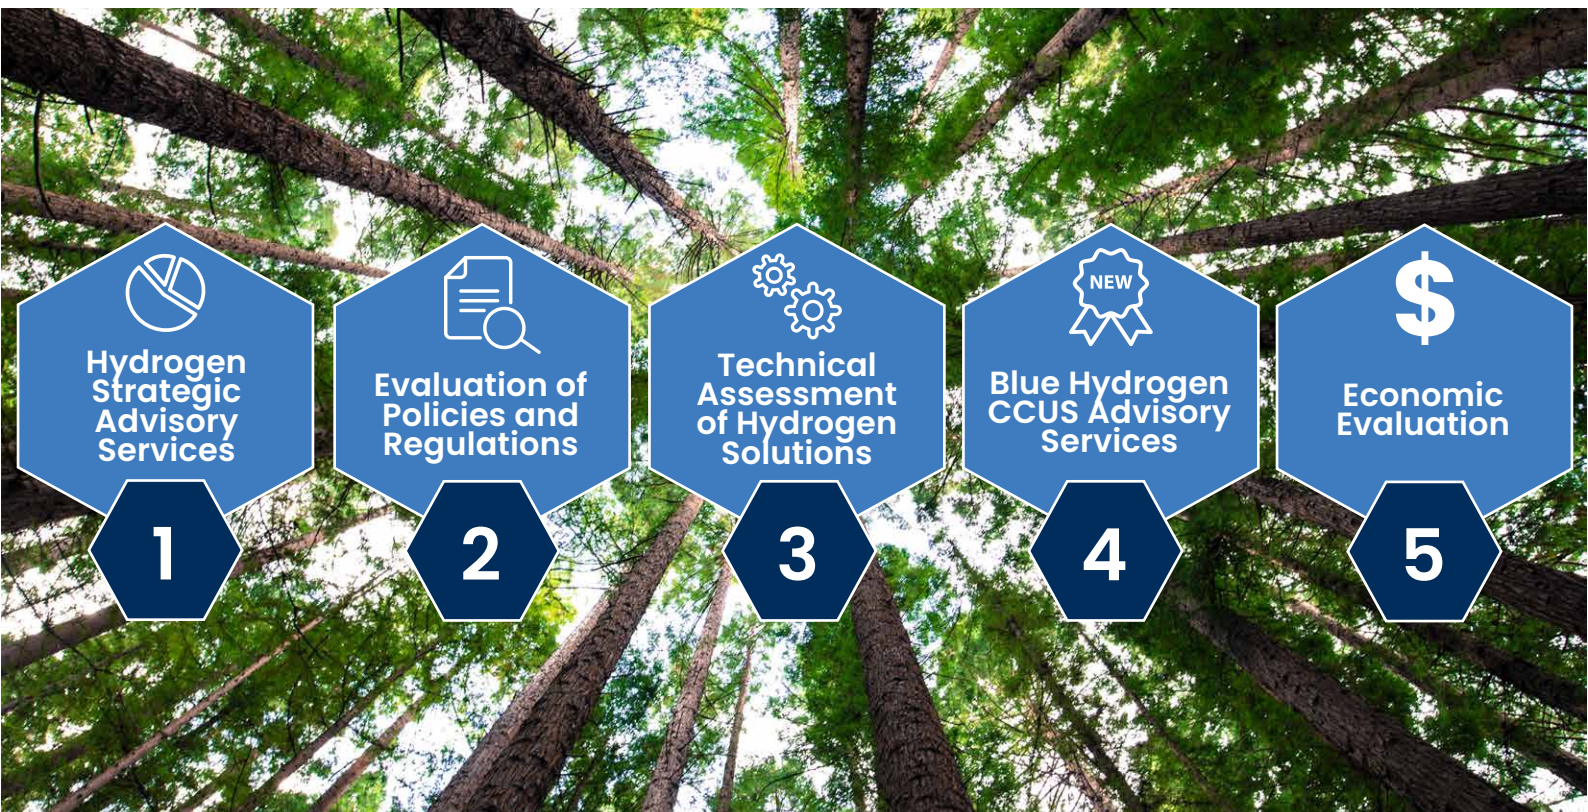 Hydrogen
Strategic
Advisory
Services
1
Evaluation of
Policies and
Regulations
2
Technical
Assessment
of Hydrogen
Solutions
3
NEW
Blue Hydrogen
CCUS Advisory
Services
4
$
Economic
Evaluation
5